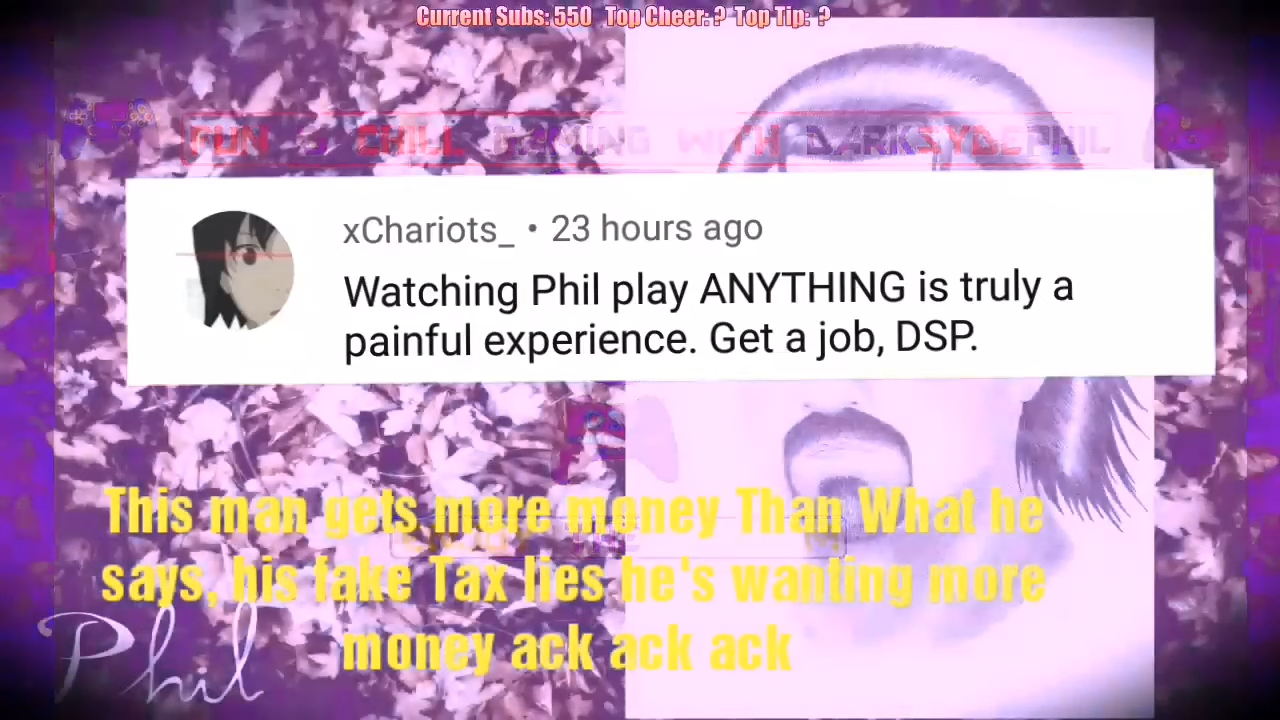 Current Subs: 550 Top Cheer: ? Top Tip: ?
FUN & CHILL GAMING WITH DARKSYDEPHIL
xChariots_ • 23 hours ago
Watching Phil play ANYTHING is truly a
painful experience. Get a job, DSP.
This man gets more money Than What he
says, his fake Tax lies he's wanting more
money ack ack ack
Phil